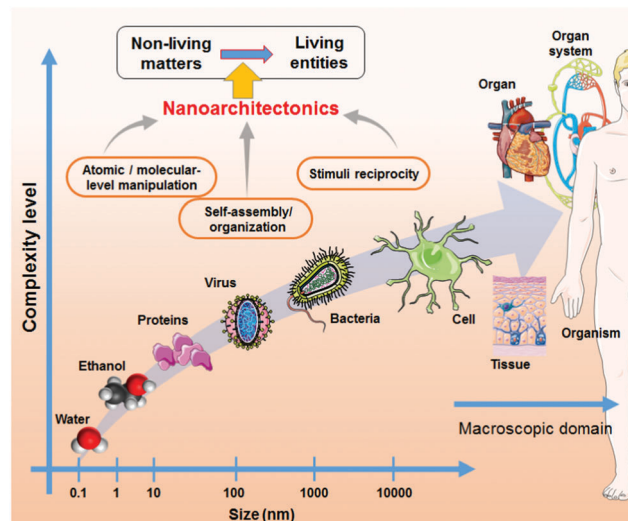 Non-living
matters
Living
entities
Nanoarchitectonics
Atomic / molecular-
level manipulation
Self-assembly/
organization
Stimuli reciprocity
Organ
system
Organ
Complexity level
Virus
Bacteria
Cell
Proteins
Ethanol
Water
Tissue
Organism
Macroscopic domain
0.1 1 10 100 1000 10000
Size (nm)